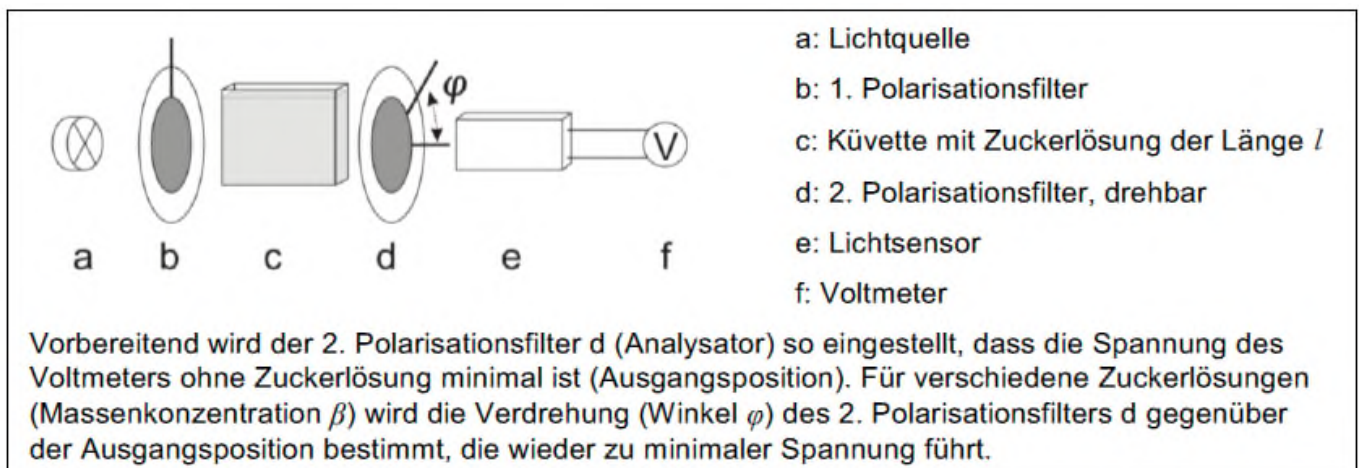 φ
V
a b c d e f
a: Lichtquelle
b: 1. Polarisationsfilter
c: Küvette mit Zuckerlösung der Länge l
d: 2. Polarisationsfilter, drehbar
e: Lichtsensor
f: Voltmeter
Vorbereitend wird der 2. Polarisationsfilter d (Analysator) so eingestellt, dass die Spannung des
Voltmeters ohne Zuckerlösung minimal ist (Ausgangsposition). Für verschiedene Zuckerlösungen
(Massenkonzentration β) wird die Verdrehung (Winkel φ) des 2. Polarisationsfilters d gegenüber
der Ausgangsposition bestimmt, die wieder zu minimaler Spannung führt.